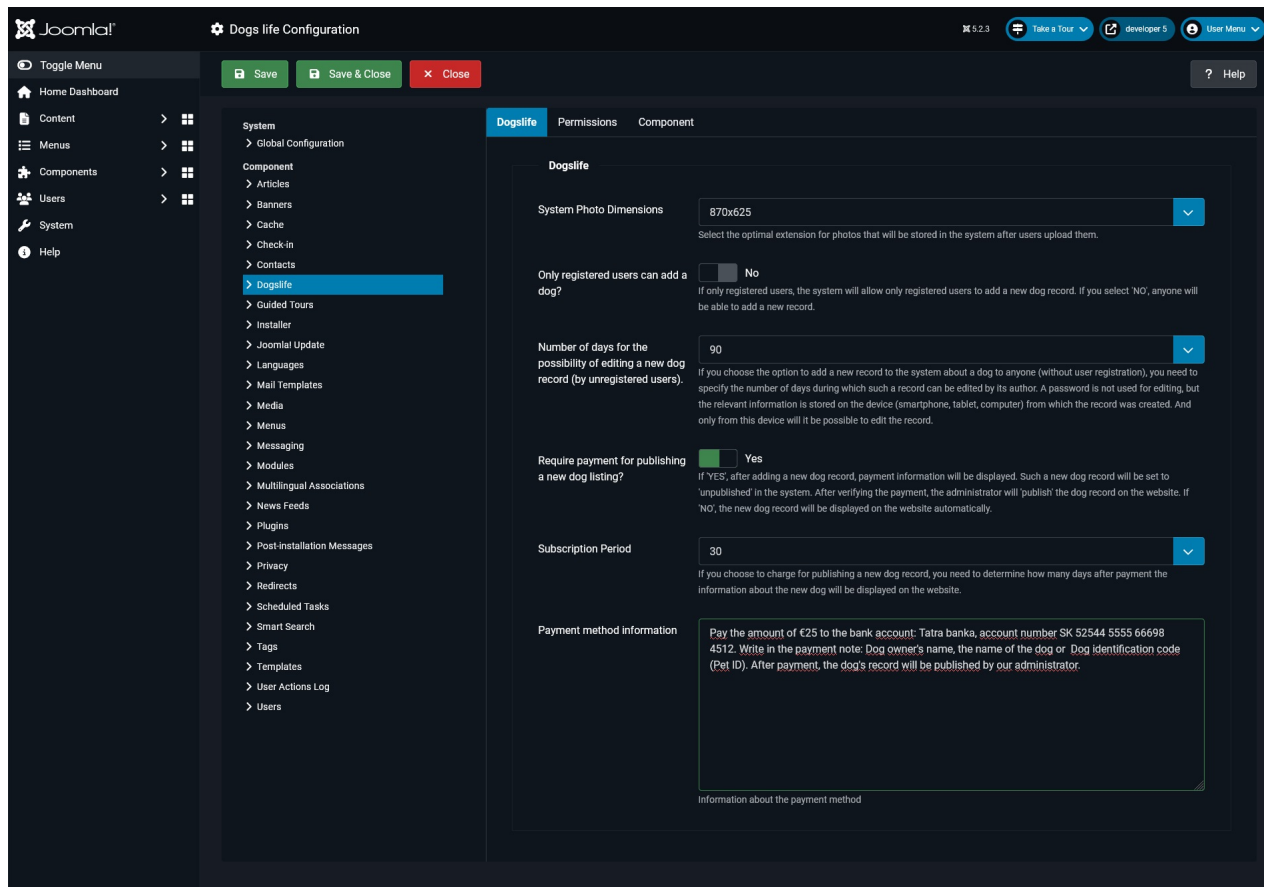 Joomla!
Dogs life Configuration
5.2.3
Take a Tour
developer 5
User Menu
Toggle Menu
Home Dashboard
Content
Menus
Components
Users
System
Help
Save
Save & Close
Close
? Help
System
Global Configuration
Component
Articles
Banners
Cache
Check-in
Contacts
Dogslife
Guided Tours
Installer
Joomla! Update
Languages
Mail Templates
Media
Menus
Messaging
Modules
Multilingual Associations
News Feeds
Plugins
Post-installation Messages
Privacy
Redirects
Scheduled Tasks
Smart Search
Tags
Templates
User Actions Log
Users
Dogslife
Permissions
Component
Dogslife
System Photo Dimensions
870x625
Select the optimal extension for photos that will be stored in the system after users upload them.
Only registered users can add a
dog?
No
If only registered users, the system will allow only registered users to add a new dog record. If you select 'NO', anyone will
be able to add a new record.
Number of days for the
possibility of editing a new dog
record (by unregistered users).
90
If you choose the option to add a new record to the system about a dog to anyone (without user registration), you need to
specify the number of days during which such a record can be edited by its author. A password is not used for editing, but
the relevant information is stored on the device (smartphone, tablet, computer) from which the record was created. And
only from this device will it be possible to edit the record.
Require payment for publishing
a new dog listing?
Yes
If 'YES', after adding a new dog record, payment information will be displayed. Such a new dog record will be set to
'unpublished' in the system. After verifying the payment, the administrator will 'publish' the dog record on the website. If
'NO', the new dog record will be displayed on the website automatically.
Subscription Period
30
If you choose to charge for publishing a new dog record, you need to determine how many days after payment the
information about the new dog will be displayed on the website.
Payment method information
Pay the amount of €25 to the bank account: Tatra banka, account number SK 52544 5555 66698
4512. Write in the payment note: Dog owner's name, the name of the dog or Dog identification code
(Pet ID). After payment, the dog's record will be published by our administrator.
Information about the payment method